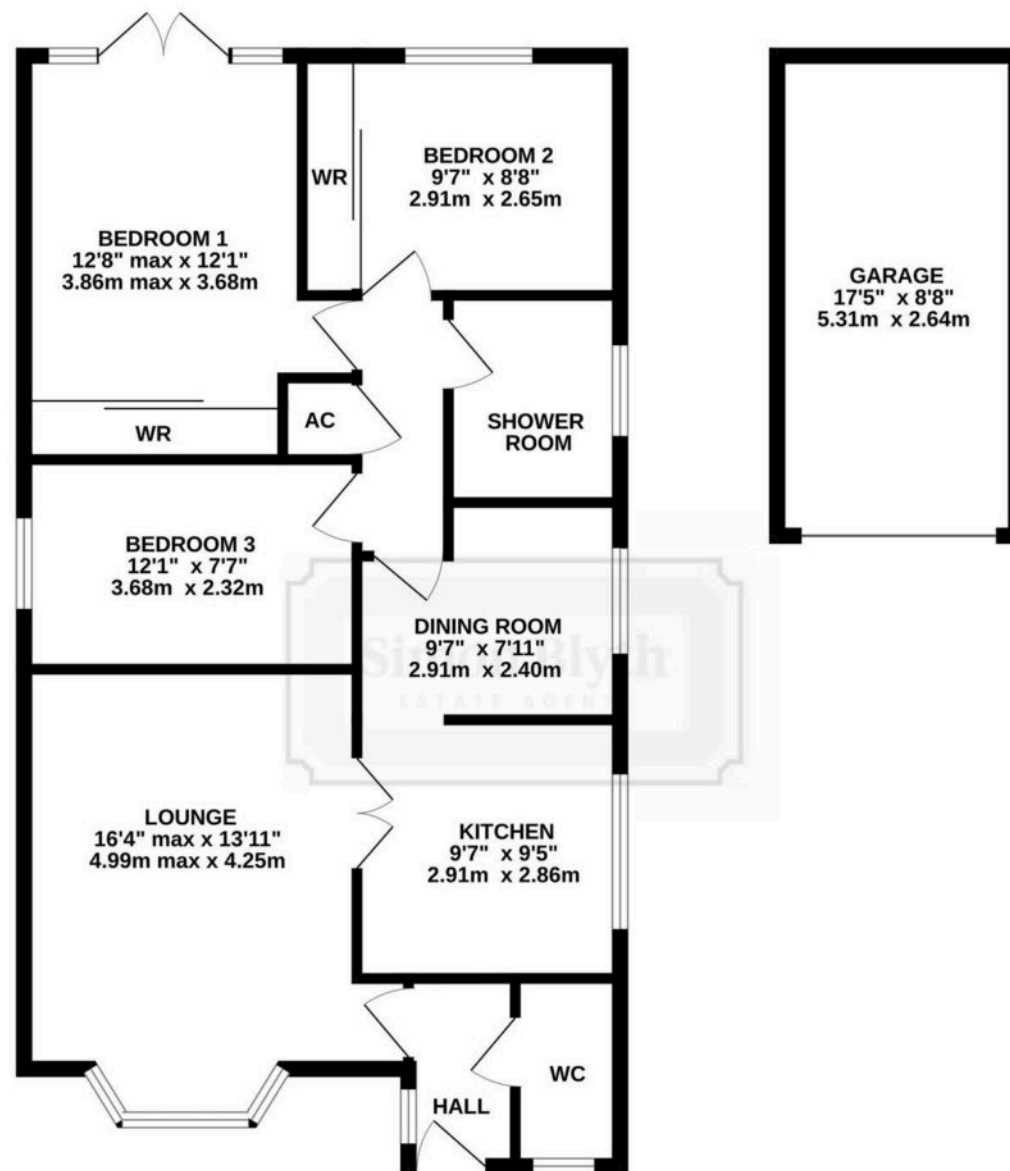 BEDROOM 2
9'7" x 8'8"
2.91m x 2.65m
WR
BEDROOM 1
12'8" max x 12'1"
3.86m max x 3.68m
GARAGE
17'5" x 8'8"
5.31m x 2.64m
AC
SHOWER
ROOM
WR
BEDROOM 3
12'1" x 7'7"
3.68m x 2.32m
DINING ROOM
9'7" x 7'11"
2.91m x 2.40m
Simon Blyth
ESTATE AGENTS
LOUNGE
16'4" max x 13'11"
4.99m max x 4.25m
KITCHEN
9'7" x 9'5"
2.91m x 2.86m
WC
HALL